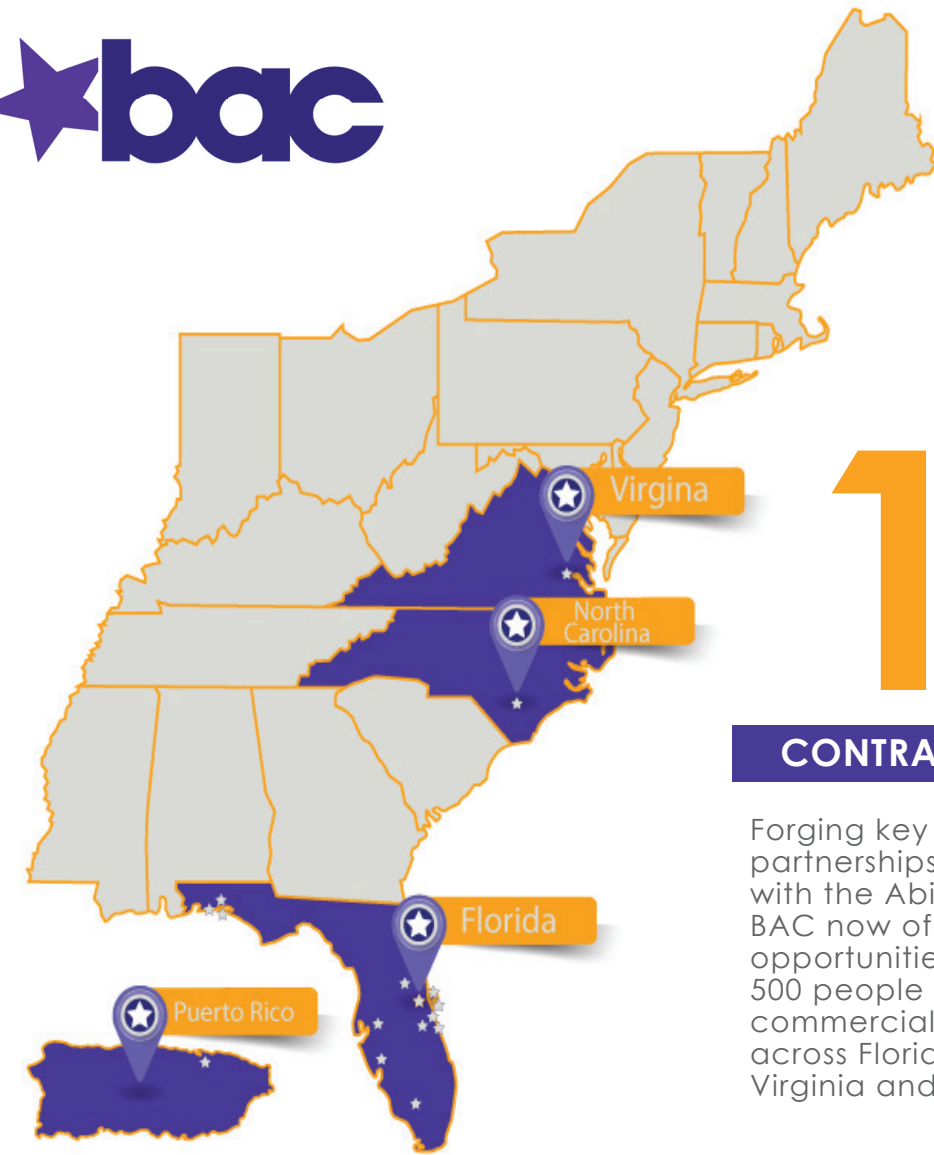 bac
Virgina
1
North
Carolina
CONTRA
Forging key
partnerships
with the Abi
BAC now of
opportunitie
500 people
commercial
across Florid
Virginia and
Florida
Puerto Rico